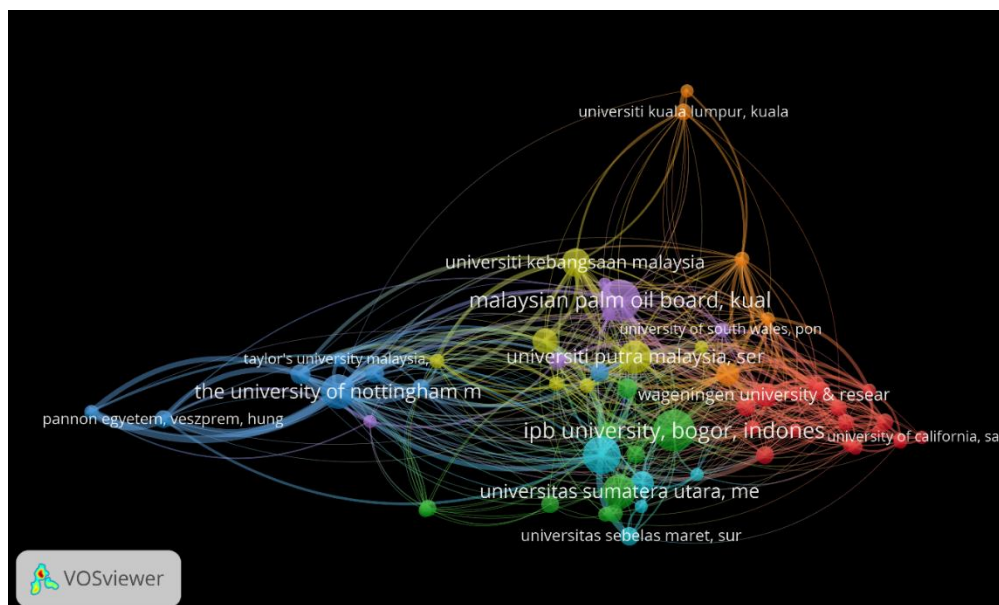 universiti kuala lumpur, kuala
universiti kebangsaan malaysia
malaysian palm oil board, kual
university of south wales, pon
universiti putra malaysia, ser
taylor's university malaysia,
the university of nottingham m
wageningen university & resear
pannon egyetem, veszprem, hung
ipb university, bogor, indones
university of california, sa
universitas sumatera utara, me
universitas sebelas maret, sur
VOSviewer